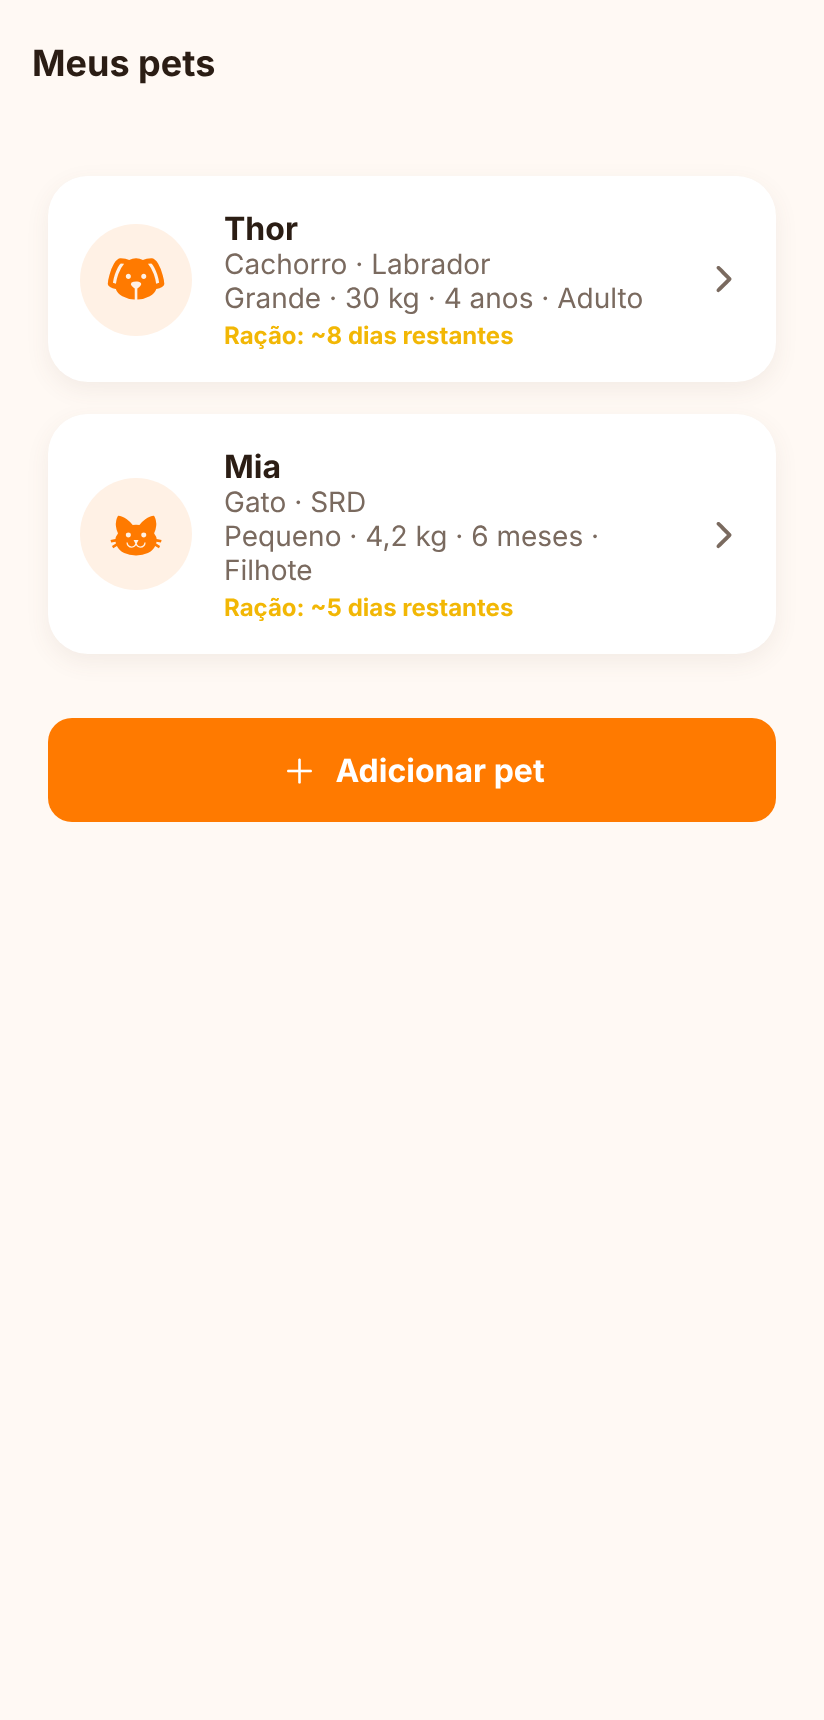 Meus pets
Thor
Cachorro · Labrador
Grande · 30 kg · 4 anos · Adulto
Ração: ~8 dias restantes
Mia
Gato · SRD
Pequeno · 4,2 kg · 6 meses ·
Filhote
Ração: ~5 dias restantes
Adicionar pet